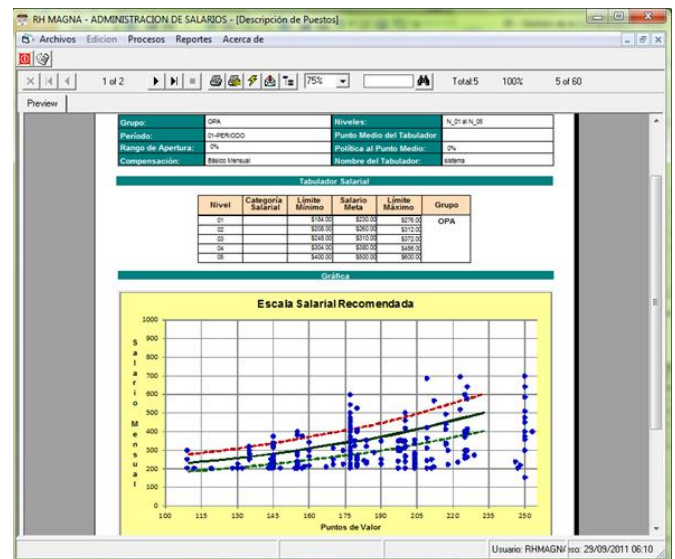 RH MAGNA - ADMINISTRACION DE SALARIOS - [Descripción de Puestos]
Archivos Edicion Procesos Reportes Acerca de
1 of 2 75% Total:5 100% 5 of 60
Preview
Grupo: OPA Niveles: N_01 al N_05
Período: 01-PERIODO Punto Medio del Tabulador
Rango de Apertura: 0% Política al Punto Medio: 0%
Compensación: Básico Mensual Nombre del Tabulador: sistema
Tabulador Salarial
Nivel Categoría Salarial Límite Mínimo Salario Meta Límite Máximo Grupo
01 $184.00 $230.00 $276.00 OPA
02 $208.00 $260.00 $312.00
03 $248.00 $310.00 $372.00
04 $304.00 $380.00 $456.00
05 $400.00 $500.00 $600.00
Gráfica
Escala Salarial Recomendada
Salario Mensual
1000
900
800
700
600
500
400
300
200
100
0
100 115 130 145 160 175 190 205 220 235 250
Puntos de Valor
Usuario: RHMAGNA so: 29/09/2011 06:10